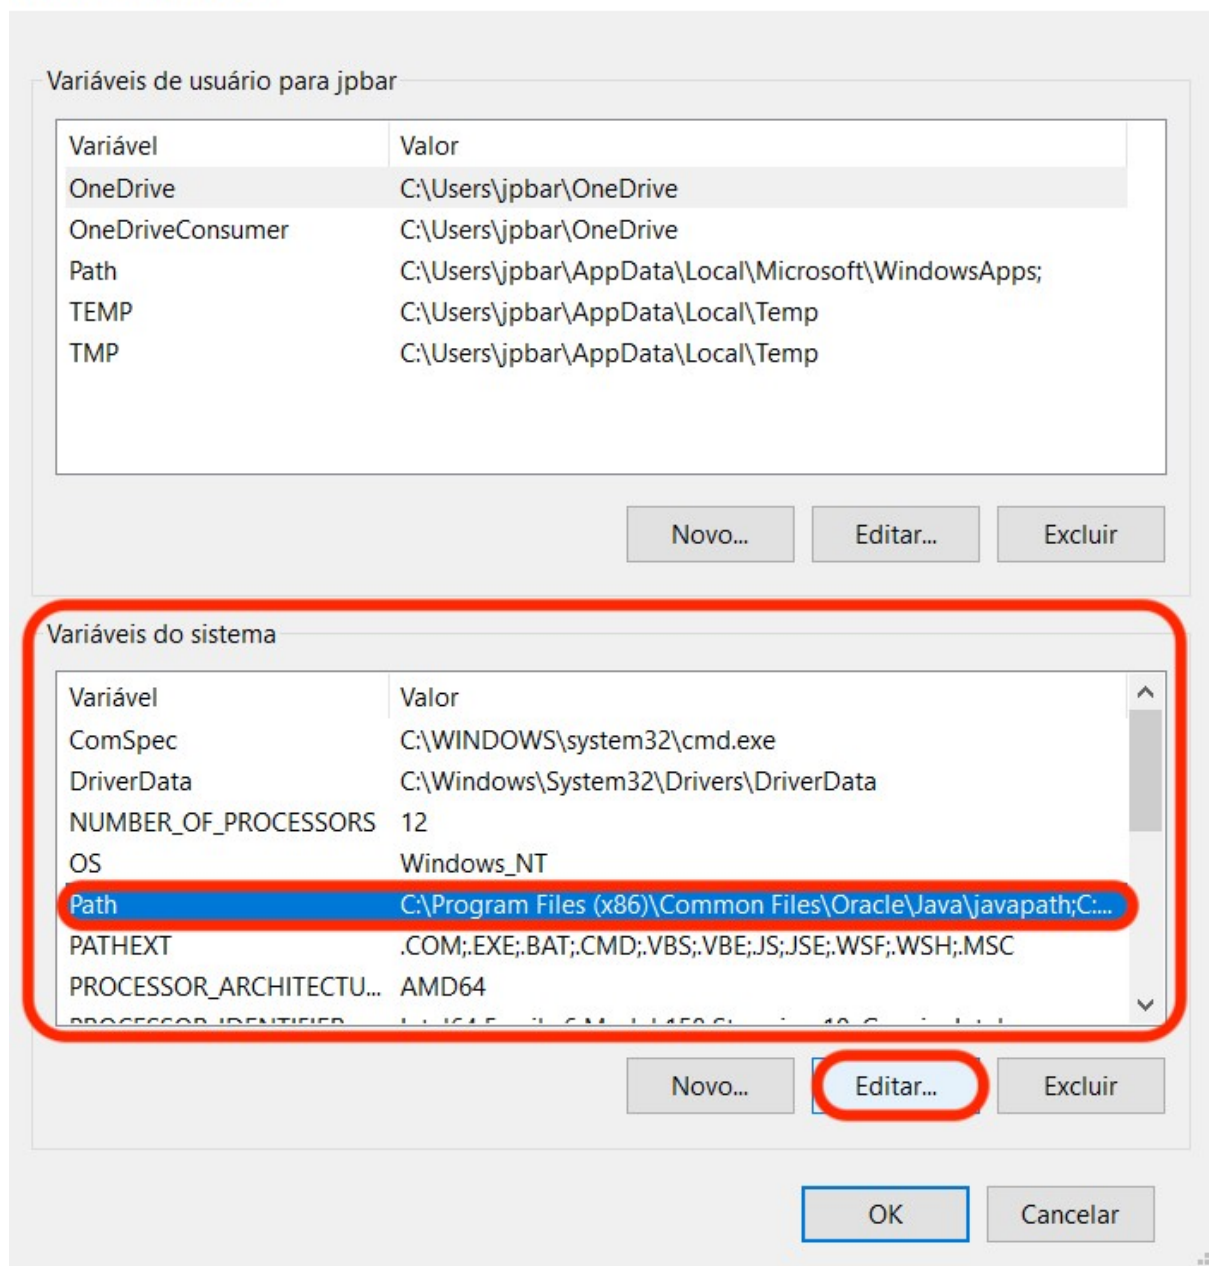 Variáveis de usuário para jpbar
Variável Valor
OneDrive C:\Users\jpbar\OneDrive
OneDriveConsumer C:\Users\jpbar\OneDrive
Path C:\Users\jpbar\AppData\Local\Microsoft\WindowsApps;
TEMP C:\Users\jpbar\AppData\Local\Temp
TMP C:\Users\jpbar\AppData\Local\Temp
Novo... Editar... Excluir
Variáveis do sistema
Variável Valor
ComSpec C:\WINDOWS\system32\cmd.exe
DriverData C:\Windows\System32\Drivers\DriverData
NUMBER_OF_PROCESSORS 12
OS Windows_NT
Path C:\Program Files (x86)\Common Files\Oracle\Java\javapath;C:...
PATHEXT .COM;.EXE;.BAT;.CMD;.VBS;.VBE;.JS;.JSE;.WSF;.WSH;.MSC
PROCESSOR_ARCHITECTU... AMD64
Novo... Editar... Excluir
OK Cancelar